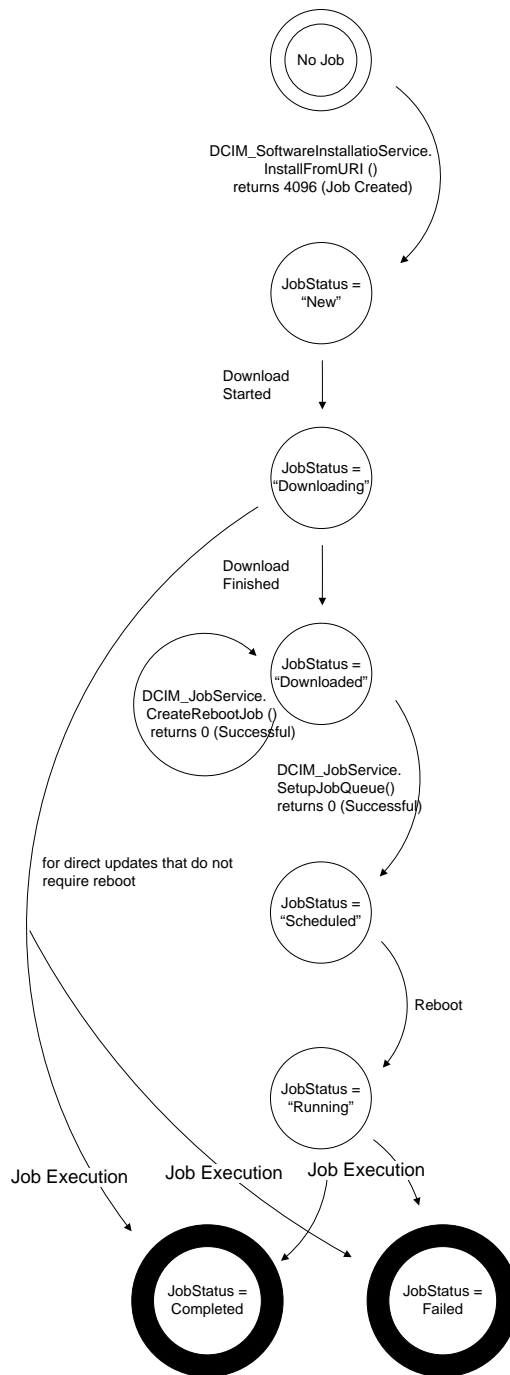 No Job
DCIM_SoftwareInstallatioService.
InstallFromURI ()
returns 4096 (Job Created)
JobStatus =
“New”
Download
Started
JobStatus =
“Downloading”
Download
Finished
JobStatus =
“Downloaded”
DCIM_JobService.
CreateRebootJob ()
returns 0 (Successful)
DCIM_JobService.
SetupJobQueue()
returns 0 (Successful)
for direct updates that do not
require reboot
JobStatus =
“Scheduled”
Reboot
JobStatus =
“Running”
Job Execution
Job Execution
Job Execution
JobStatus =
Completed
JobStatus =
Failed